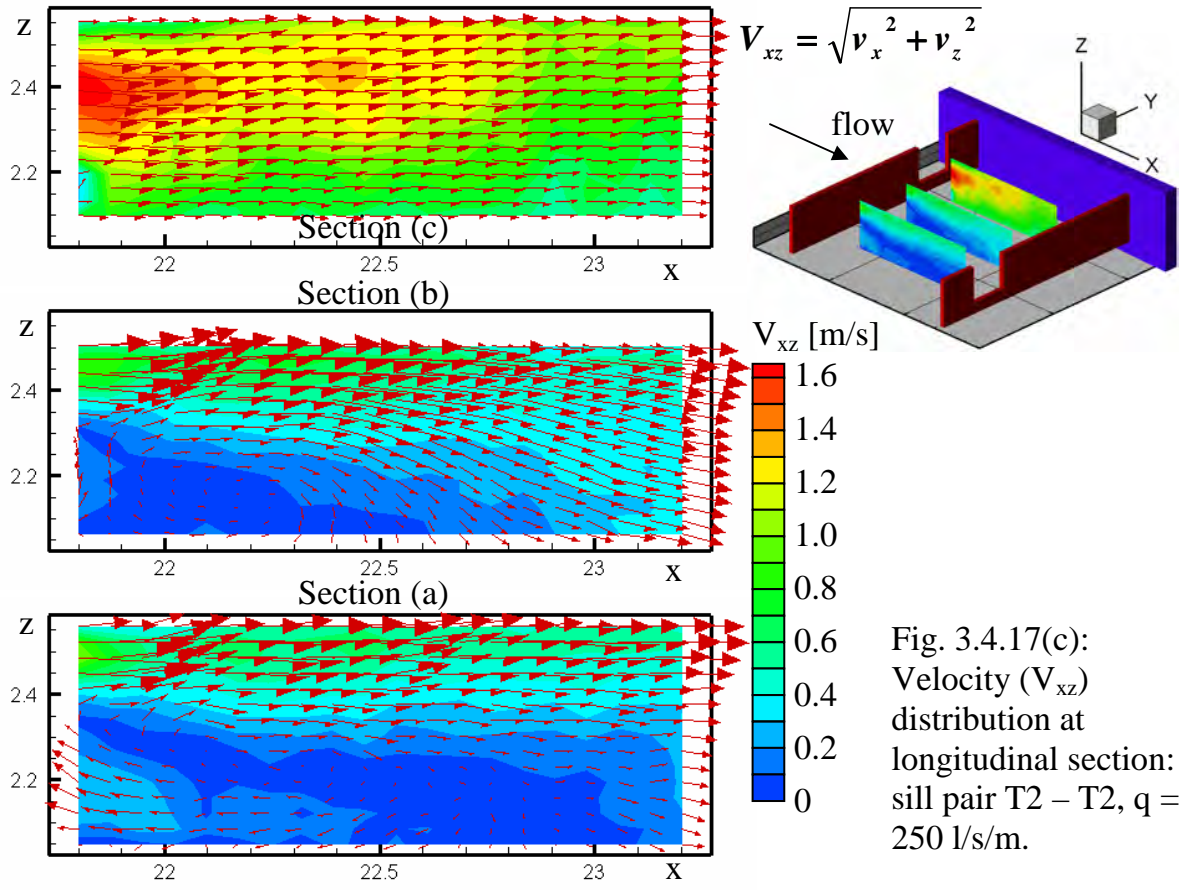 z
2.4
2.2
Section (c)
22
22.5
23
x
V_xz = √(v_x² + v_z²)
flow
Z
Y
X
Section (b)
z
2.4
2.2
22
22.5
23
x
V_xz [m/s]
1.6
1.4
1.2
1.0
0.8
0.6
0.4
0.2
0
Section (a)
z
2.4
2.2
22
22.5
23
x
Fig. 3.4.17(c):
Velocity (V_xz)
distribution at
longitudinal section:
sill pair T2 – T2, q =
250 l/s/m.